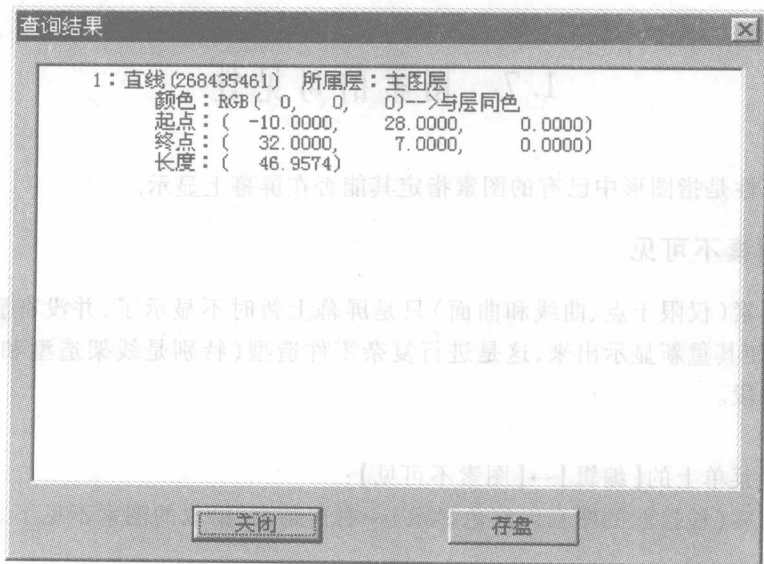 查询结果
1：直线(268435461) 所属层：主图层
颜色：RGB( 0, 0, 0)-->与层同色
起点：( -10.0000, 28.0000, 0.0000)
终点：( 32.0000, 7.0000, 0.0000)
长度：( 46.9574)
关闭
存盘